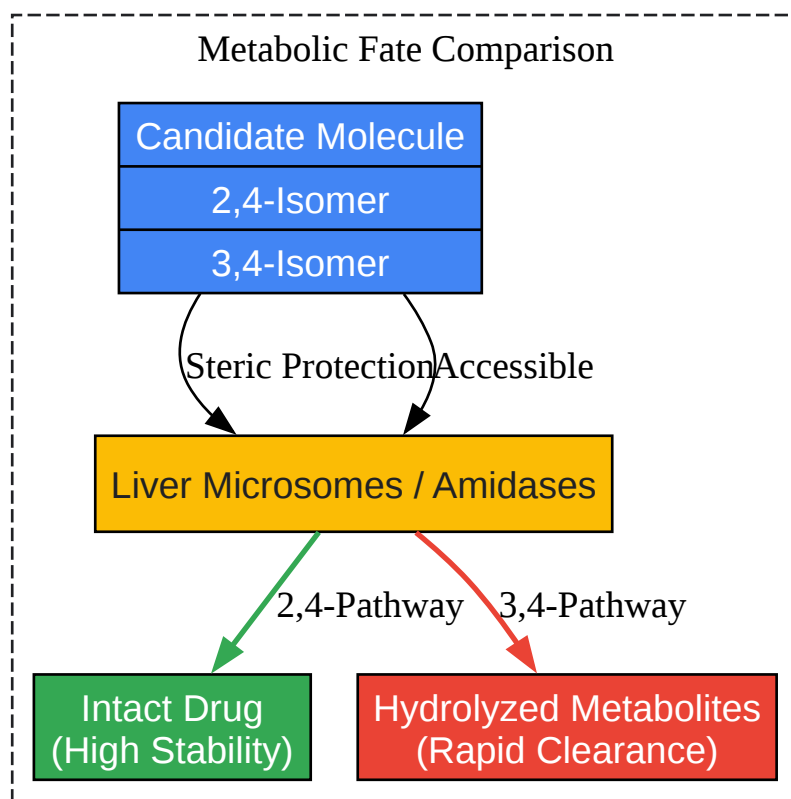 Metabolic Fate Comparison
Candidate Molecule
2,4-Isomer
3,4-Isomer
Steric Protection
Accessible
Liver Microsomes / Amidases
2,4-Pathway
3,4-Pathway
Intact Drug
(High Stability)
Hydrolyzed Metabolites
(Rapid Clearance)